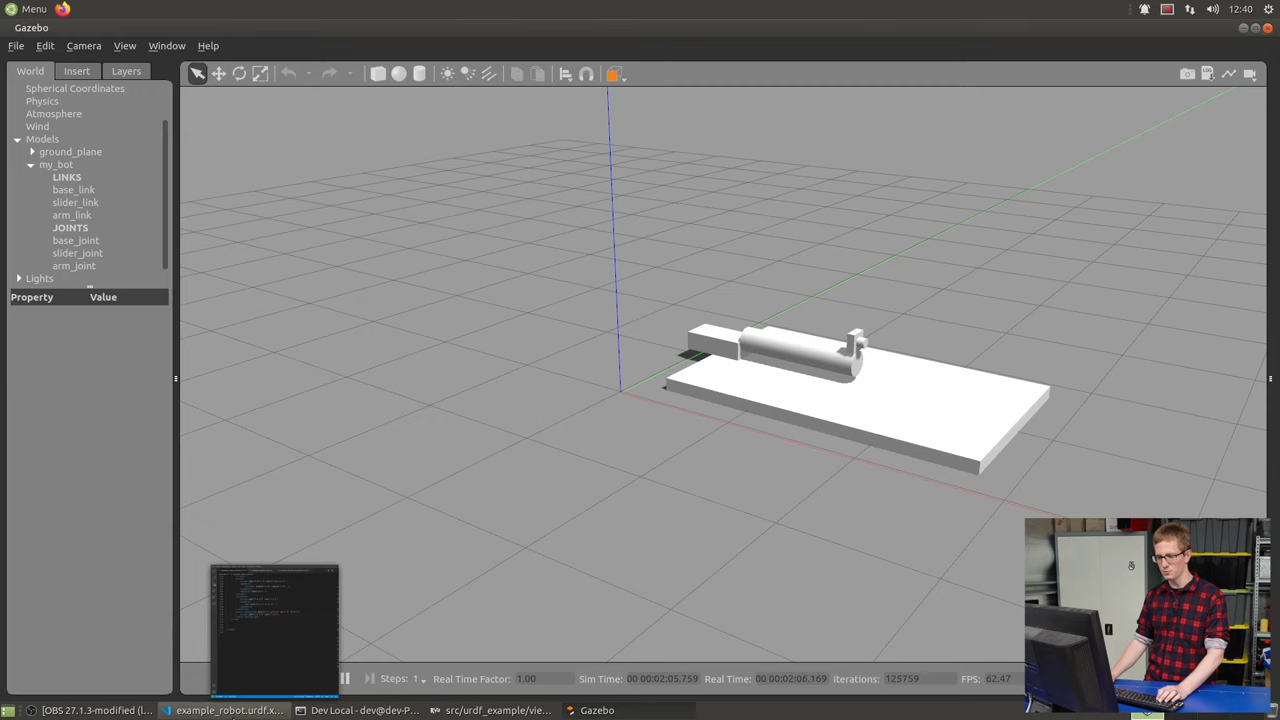 Menu
12:40
Gazebo
File Edit Camera View Window Help
World Insert Layers
Spherical Coordinates
Physics
Atmosphere
Wind
Models
ground_plane
my_bot
LINKS
base_link
slider_link
arm_link
JOINTS
base_joint
slider_joint
arm_joint
Lights
Property Value
Steps: 1 Real Time Factor: 1.00 Sim Time: 00 00:02:05.759 Real Time: 00 00:02:06.169 Iterations: 125759 FPS: 62.47
[OBS 27.1.3-modified (l... example_robot.urdf.x... Dev Local - dev@dev-P... src/urdf_example/vie... Gazebo